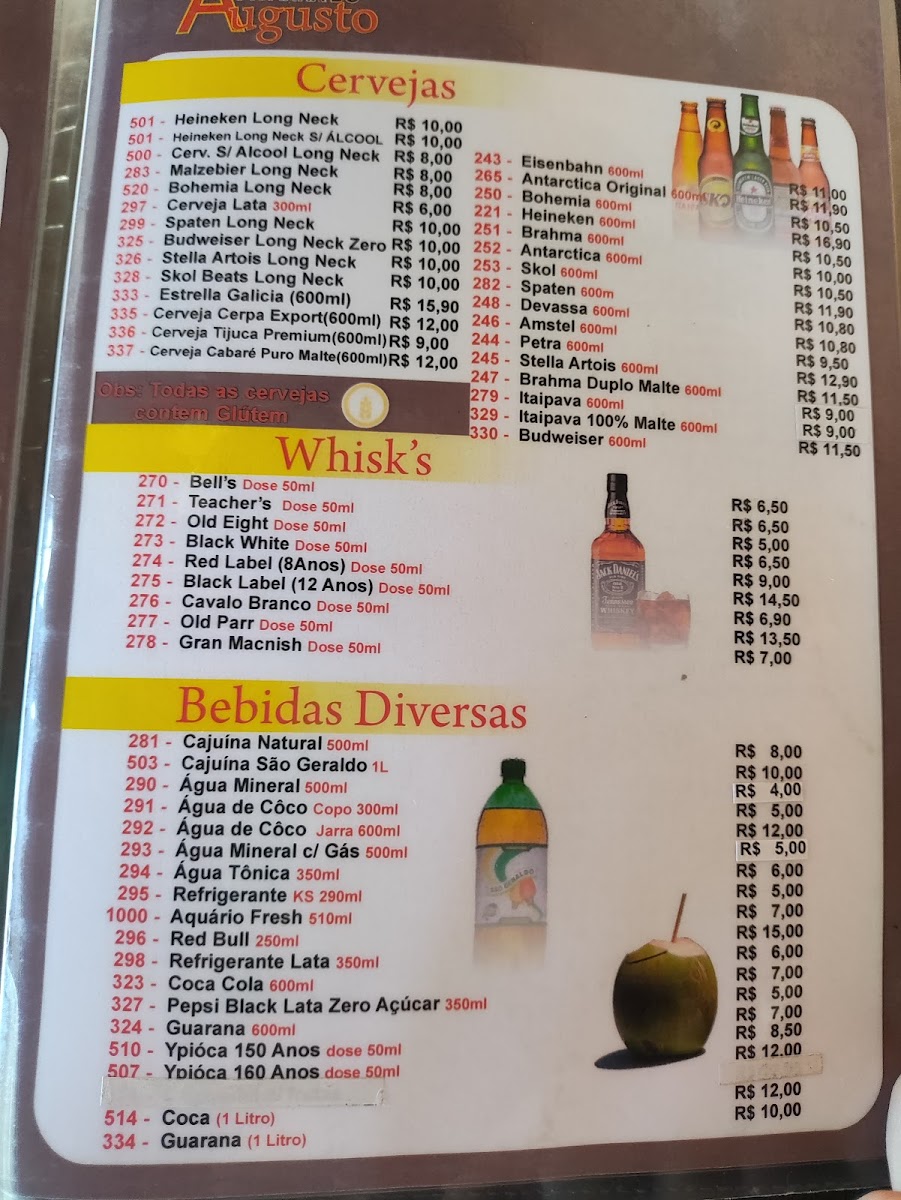 Augusto
Cervejas
501 - Heineken Long Neck R$ 10,00
501 - Heineken Long Neck S/ ÁLCOOL R$ 10,00
500 - Cerv. S/ Alcool Long Neck R$ 8,00
283 - Malzebier Long Neck R$ 8,00
520 - Bohemia Long Neck R$ 8,00
297 - Cerveja Lata 300ml R$ 6,00
299 - Spaten Long Neck R$ 10,00
325 - Budweiser Long Neck Zero R$ 10,00
326 - Stella Artois Long Neck R$ 10,00
328 - Skol Beats Long Neck R$ 10,00
333 - Estrella Galicia (600ml) R$ 15,90
335 - Cerveja Cerpa Export(600ml) R$ 12,00
336 - Cerveja Tijuca Premium(600ml) R$ 9,00
337 - Cerveja Cabaré Puro Malte(600ml) R$ 12,00
Obs: Todas as cervejas
contem Glútem
243 - Eisenbahn 600ml R$ 11,00
265 - Antarctica Original 600ml R$ 11,90
250 - Bohemia 600ml R$ 10,50
221 - Heineken 600ml R$ 16,90
251 - Brahma 600ml R$ 10,50
252 - Antarctica 600ml R$ 10,00
253 - Skol 600ml R$ 10,50
282 - Spaten 600m R$ 11,90
248 - Devassa 600ml R$ 10,80
246 - Amstel 600ml R$ 10,80
244 - Petra 600ml R$ 9,50
245 - Stella Artois 600ml R$ 12,90
247 - Brahma Duplo Malte 600ml R$ 11,50
279 - Itaipava 600ml R$ 9,00
329 - Itaipava 100% Malte 600ml R$ 9,00
330 - Budweiser 600ml R$ 11,50
Whisk's
270 - Bell's Dose 50ml R$ 6,50
271 - Teacher's Dose 50ml R$ 6,50
272 - Old Eight Dose 50ml R$ 5,00
273 - Black White Dose 50ml R$ 6,50
274 - Red Label (8Anos) Dose 50ml R$ 9,00
275 - Black Label (12 Anos) Dose 50ml R$ 14,50
276 - Cavalo Branco Dose 50ml R$ 6,90
277 - Old Parr Dose 50ml R$ 13,50
278 - Gran Macnish Dose 50ml R$ 7,00
Bebidas Diversas
281 - Cajuína Natural 500ml R$ 8,00
503 - Cajuína São Geraldo 1L R$ 10,00
290 - Água Mineral 500ml R$ 4,00
291 - Água de Côco Copo 300ml R$ 5,00
292 - Água de Côco Jarra 600ml R$ 12,00
293 - Água Mineral c/ Gás 500ml R$ 5,00
294 - Água Tônica 350ml R$ 6,00
295 - Refrigerante KS 290ml R$ 5,00
1000 - Aquário Fresh 510ml R$ 7,00
296 - Red Bull 250ml R$ 15,00
298 - Refrigerante Lata 350ml R$ 6,00
323 - Coca Cola 600ml R$ 7,00
327 - Pepsi Black Lata Zero Açúcar 350ml R$ 5,00
324 - Guarana 600ml R$ 7,00
510 - Ypióca 150 Anos dose 50ml R$ 8,50
507 - Ypióca 160 Anos dose 50ml R$ 12.00
514 - Coca (1 Litro) R$ 12,00
334 - Guarana (1 Litro) R$ 10,00